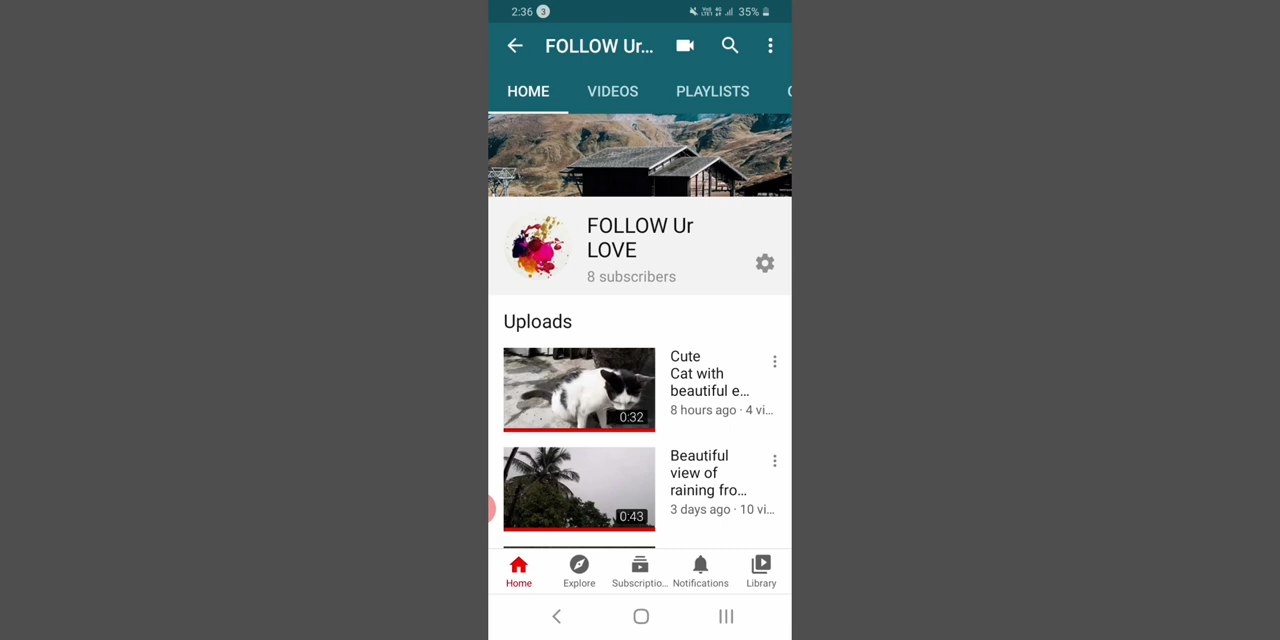 2:36 3 35%
FOLLOW Ur...
HOME VIDEOS PLAYLISTS
FOLLOW Ur
LOVE
8 subscribers
Uploads
Cute
Cat with
beautiful e...
8 hours ago · 4 vi...
0:32
Beautiful
view of
raining fro...
3 days ago · 10 vi...
0:43
Home Explore Subscriptio... Notifications Library